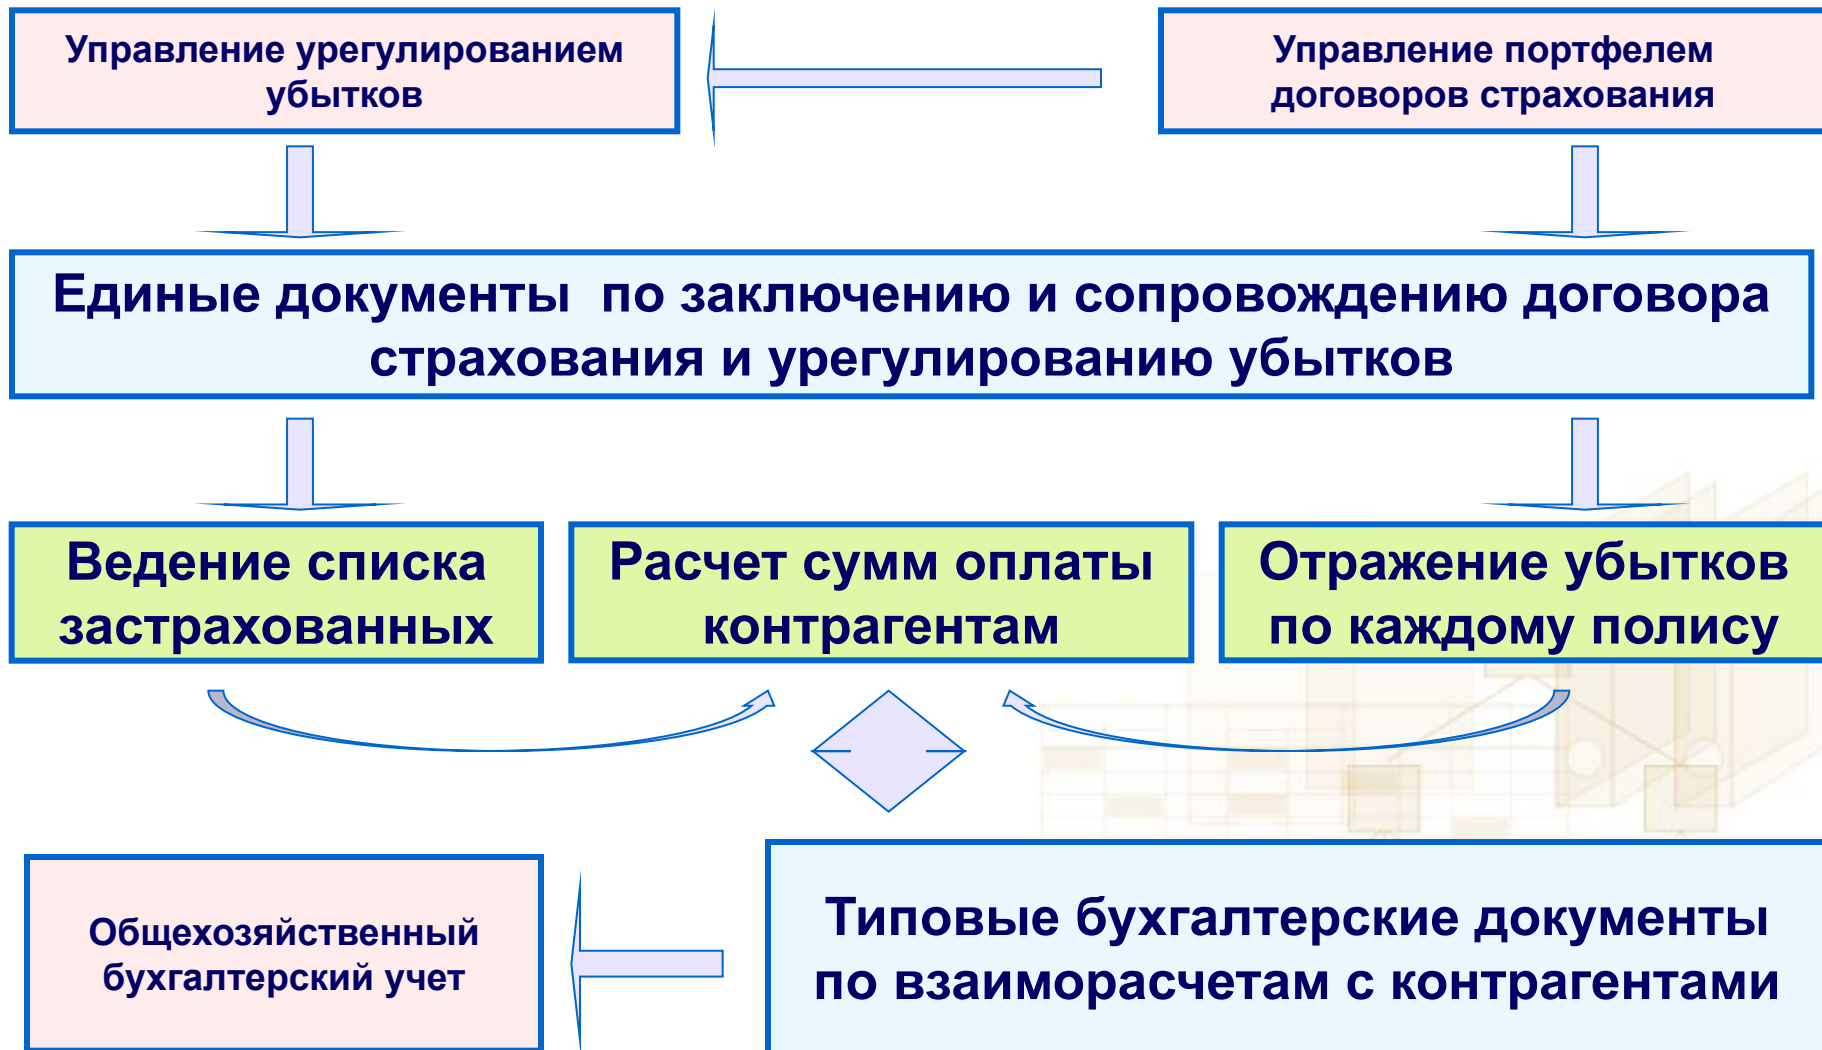 Управление урегулированием
убытков
Управление портфелем
договоров страхования
Единые документы  по заключению и сопровождению договора
страхования и урегулированию убытков
Ведение списка
застрахованных
Расчет сумм оплаты
контрагентам
Отражение убытков
по каждому полису
Общехозяйственный
бухгалтерский учет
Типовые бухгалтерские документы
по взаиморасчетам с контрагентами